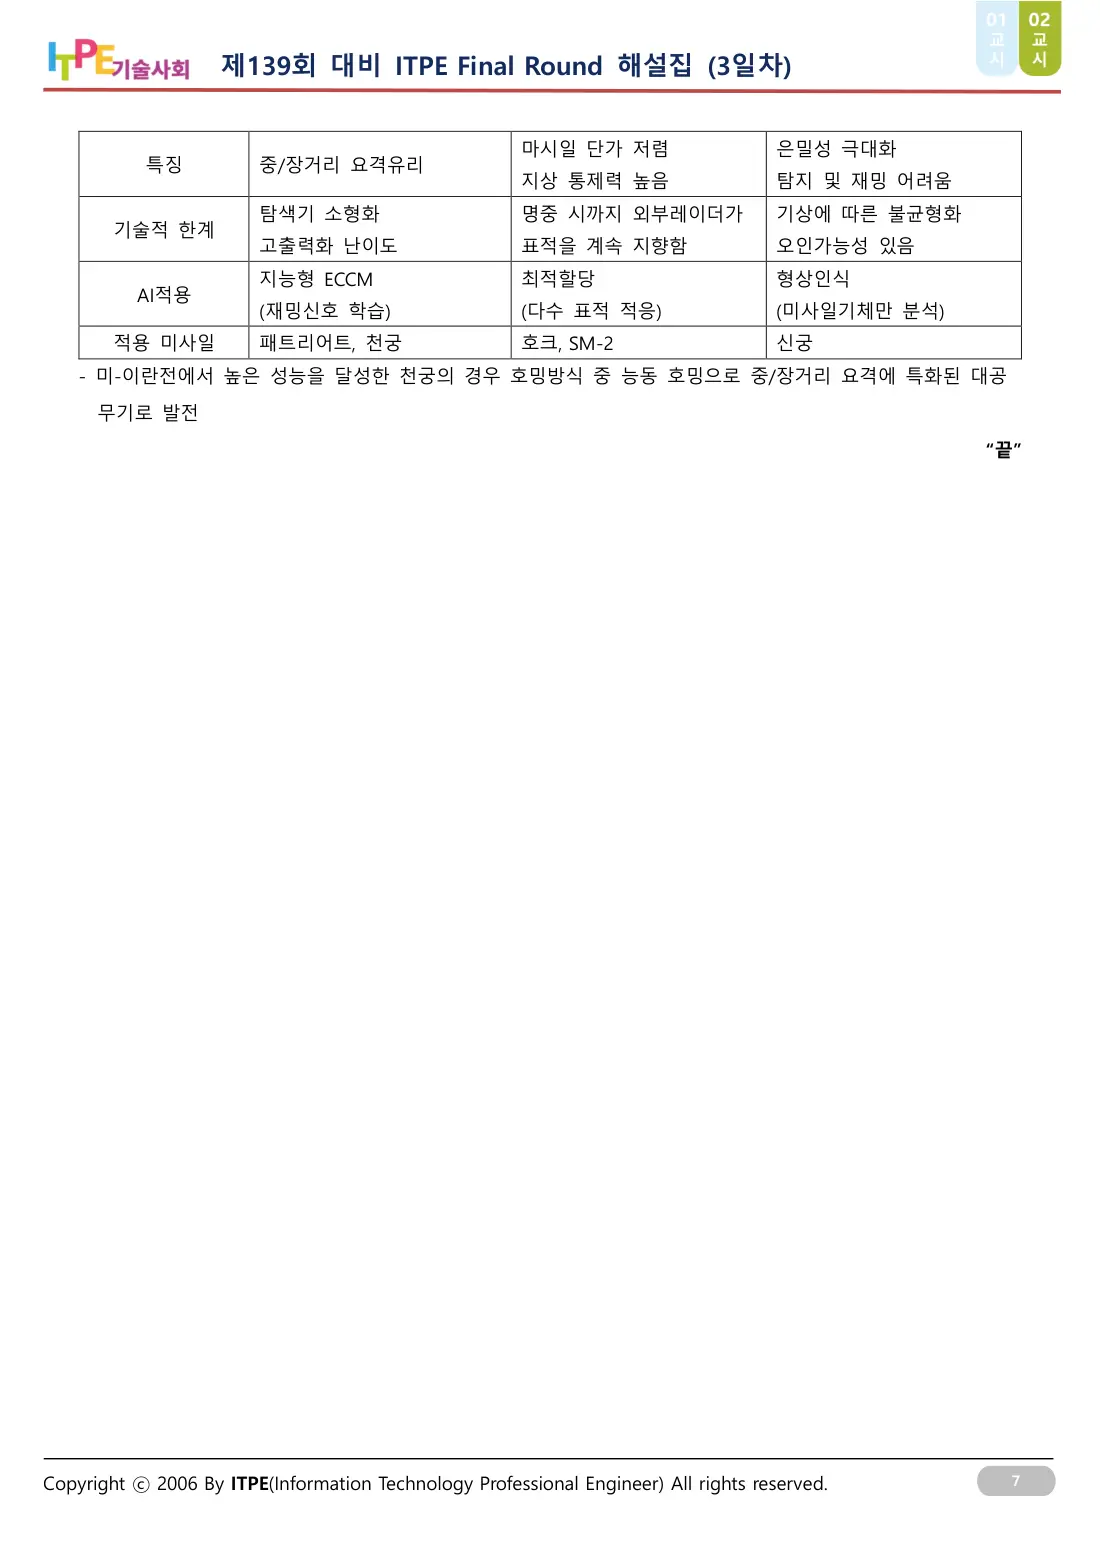 ITPE기술사회 제139회 대비 ITPE Final Round 해설집 (3일차)
01
교
시
02
교
시
특징
중/장거리 요격유리
마시일 단가 저렴
지상 통제력 높음
은밀성 극대화
탐지 및 재밍 어려움
기술적 한계
탐색기 소형화
고출력화 난이도
명중 시까지 외부레이더가
표적을 계속 지향함
기상에 따른 불균형화
오인가능성 있음
AI적용
지능형 ECCM
(재밍신호 학습)
최적할당
(다수 표적 적응)
형상인식
(미사일기체만 분석)
적용 미사일
패트리어트, 천궁
호크, SM-2
신궁
- 미-이란전에서 높은 성능을 달성한 천궁의 경우 호밍방식 중 능동 호밍으로 중/장거리 요격에 특화된 대공
무기로 발전
“끝”
Copyright ⓒ 2006 By ITPE(Information Technology Professional Engineer) All rights reserved.
7